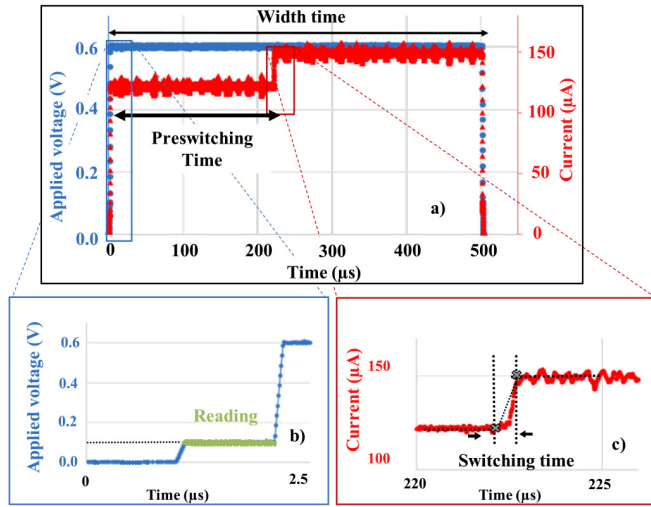 Width time
0.6
0.4
0.2
0.0
Applied voltage (V)
150
100
50
0
Current (µA)
Preswitching
Time
a)
0
100
200
300
400
500
Time (µs)
0.6
0.4
0.2
0.0
Applied voltage (V)
Reading
b)
Time (µs)
2.5
150
100
Current (µA)
Switching time
c)
220
225
Time (µs)